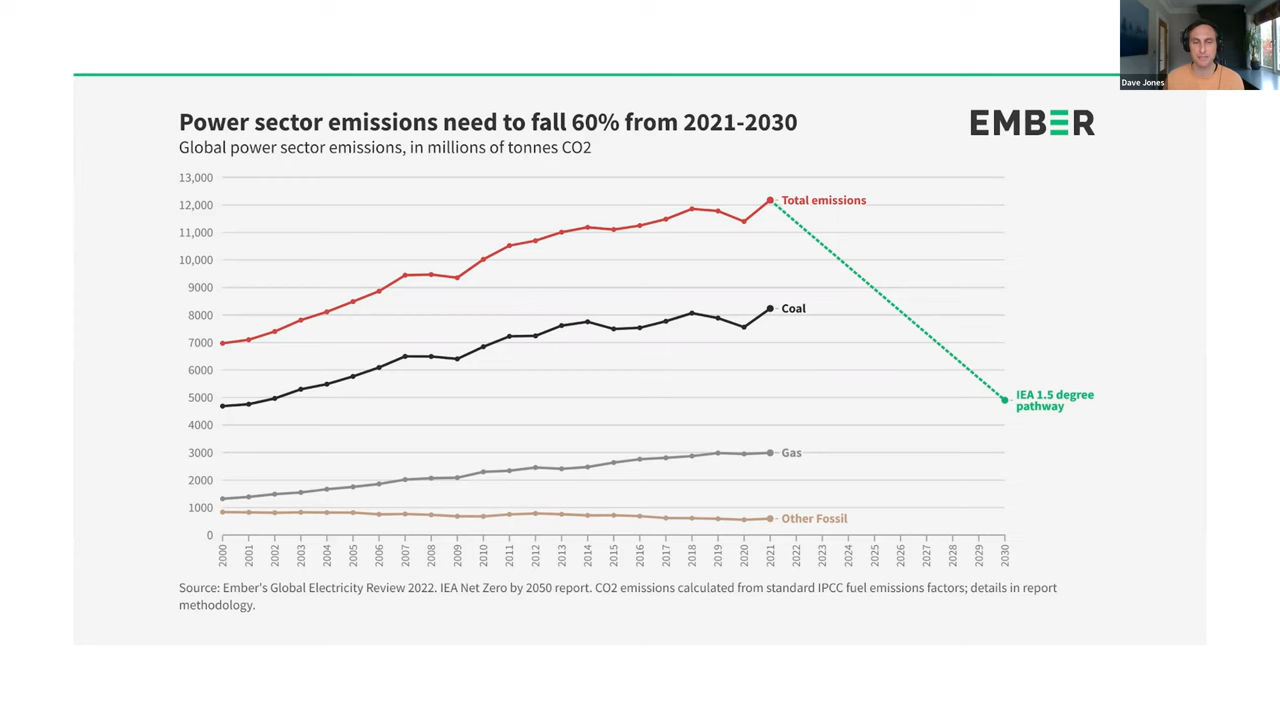 Dave Jones
Power sector emissions need to fall 60% from 2021-2030
EMBER
Global power sector emissions, in millions of tonnes CO2
13,000
12,000
Total emissions
11,000
10,000
9000
8000
Coal
7000
6000
5000
IEA 1.5 degree
pathway
4000
3000
Gas
2000
1000
Other Fossil
0
2000 2001 2002 2003 2004 2005 2006 2007 2008 2009 2010 2011 2012 2013 2014 2015 2016 2017 2018 2019 2020 2021 2022 2023 2024 2025 2026 2027 2028 2029 2030
Source: Ember's Global Electricity Review 2022. IEA Net Zero by 2050 report. CO2 emissions calculated from standard IPCC fuel emissions factors; details in report
methodology.